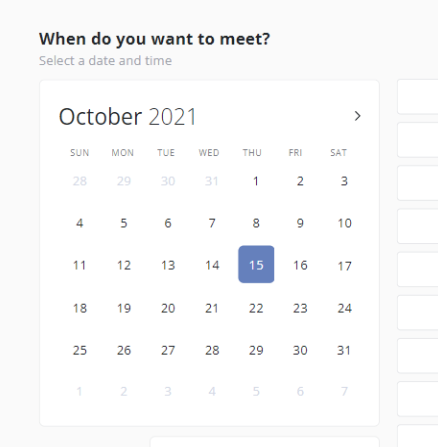 When do you want to meet?
Select a date and time
October 2021
SUN MON TUE WED THU FRI SAT
28 29 30 31 1 2 3
4 5 6 7 8 9 10
11 12 13 14 15 16 17
18 19 20 21 22 23 24
25 26 27 28 29 30 31
1 2 3 4 5 6 7